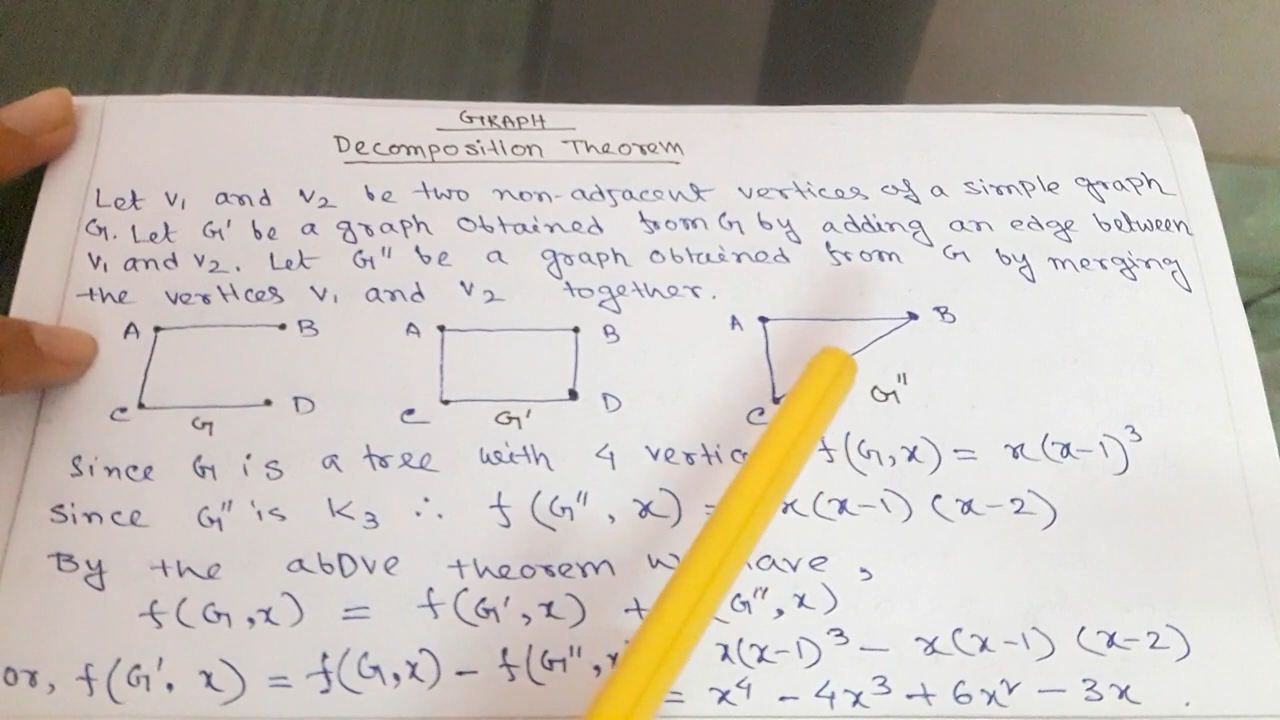 GRAPH
Decomposition Theorem
Let v₁ and v₂ be two non-adjacent vertices of a simple graph
G. Let G' be a graph obtained from G by adding an edge between
v₁ and v₂. Let G'' be a graph obtained from G by merging
the vertices v₁ and v₂ together.
A B A B A B
C D C D C
G G' G''
Since G is a tree with 4 f(G,x) = x(x-1)³
Since G'' is K₃ ∴ f(G'', x) x(x-1) (x-2)
By the above theorem have,
f(G,x) = f(G',x) + G'',x)
or, f(G'. x) = f(G,x) - f(G'', x(x-1)³ - x(x-1) (x-2)
= x⁴ - 4x³ + 6x² - 3x .